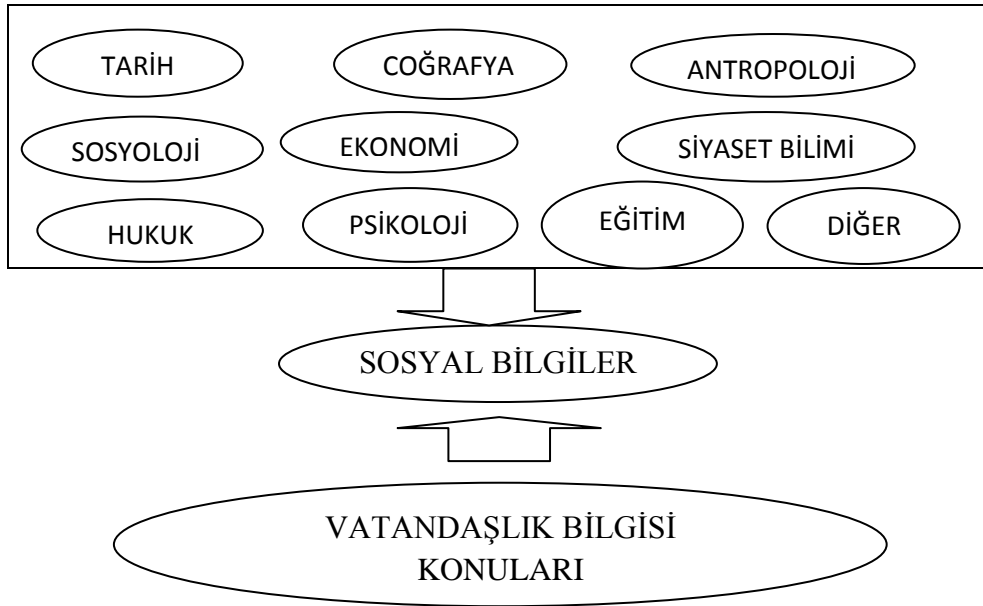 TARİH
COĞRAFYA
ANTROPOLOJİ
SOSYOLOJİ
EKONOMİ
SİYASET BİLİMİ
HUKUK
PSİKOLOJİ
EĞİTİM
DİĞER
SOSYAL BİLGİLER
VATANDAŞLIK BİLGİSİ
KONULARI